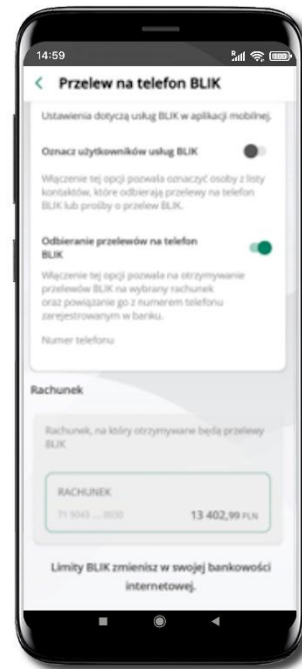 14:59
Przelew na telefon BLIK
Ustawienia dotyczą usług BLIK w aplikacji mobilnej.
Oznacz użytkowników usług BLIK
Włączenie tej opcji pozwala oznaczyć osoby z listy
kontaktów, które odbierają przelewy na telefon
BLIK lub prośby o przelew BLIK.
Odbieranie przelewów na telefon
BLIK
Włączenie tej opcji pozwala na otrzymywanie
przelewów BLIK na wybrany rachunek
oraz powiązanie go z numerem telefonu
zarejestrowanym w banku.
Numer telefonu
Rachunek
Rachunek, na który otrzymywane będą przelewy
BLIK
RACHUNEK
13 402,99 PLN
Limity BLIK zmienisz w swojej bankowości
internetowej.